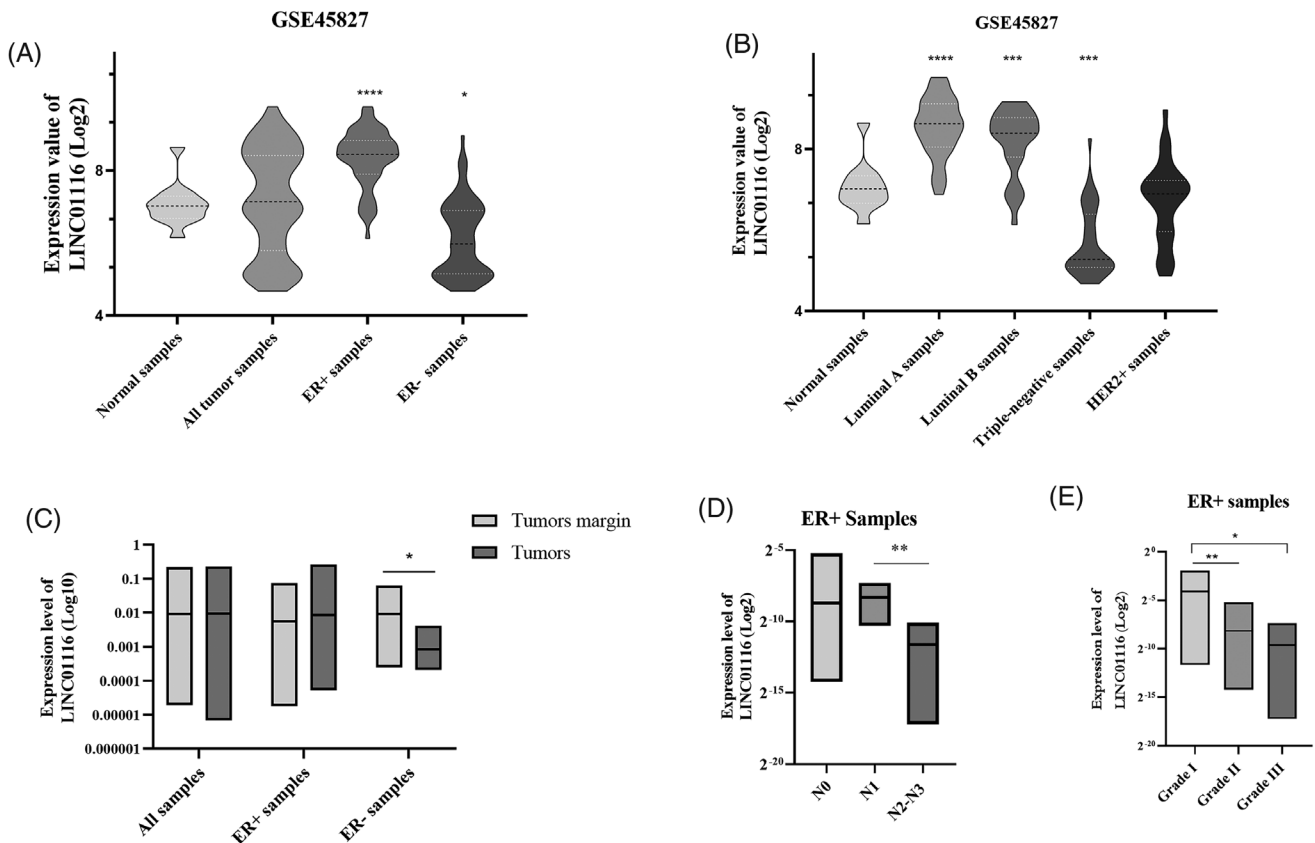 GSE45827
(A)
Expression value of
LINC01116 (Log2)
8
4
****
*
Normal samples
All tumor samples
ER+ samples
ER- samples
GSE45827
(B)
Expression value of
LINC01116 (Log2)
8
4
****
***
***
Normal samples
Luminal A samples
Luminal B samples
Triple-negative samples
HER2+ samples
(C)
Tumors margin
Tumors
Expression level of
LINC01116 (Log10)
1
0.1
0.01
0.001
0.0001
0.00001
0.000001
*
All samples
ER+ samples
ER- samples
(D)
ER+ Samples
Expression level of
LINC01116 (Log2)
2^-5
2^-10
2^-15
2^-20
**
N0
N1
N2-N3
(E)
ER+ samples
Expression level of
LINC01116 (Log2)
2^0
2^-5
2^-10
2^-15
2^-20
*
**
Grade I
Grade II
Grade III